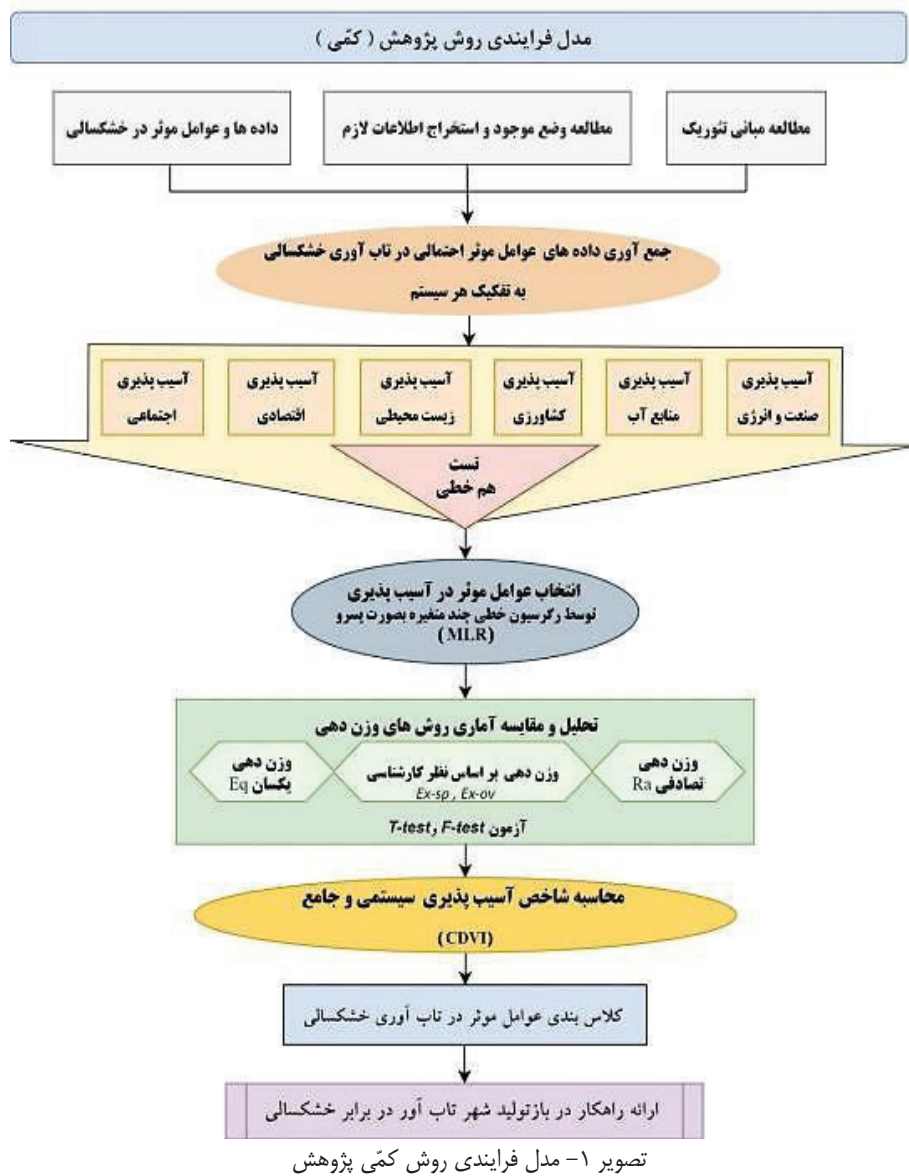 مدل فرایندی روش پژوهش ( کمّی )
مطالعه مبانی تئوریک
مطالعه وضع موجود و استخراج اطلاعات لازم
داده ها و عوامل موثر در خشکسالی
جمع آوری داده های عوامل موثر احتمالی در تاب آوری خشکسالی
به تفکیک هر سیستم
آسیب پذیری
صنعت و انرژی
آسیب پذیری
منابع آب
آسیب پذیری
کشاورزی
آسیب پذیری
زیست محیطی
آسیب پذیری
اقتصادی
آسیب پذیری
اجتماعی
تست
هم خطی
انتخاب عوامل موثر در آسیب پذیری
توسط رگرسیون خطی چند متغیره بصورت پسرو
(MLR)
تحلیل و مقایسه آماری روش های وزن دهی
وزن دهی
تصادفی Ra
وزن دهی بر اساس نظر کارشناسی
Ex-sp , Ex-ov
وزن دهی
یکسان Eq
آزمون T-test و F-test
محاسبه شاخص آسیب پذیری سیستمی و جامع
(CDVI)
کلاس بندی عوامل موثر در تاب آوری خشکسالی
ارائه راهکار در بازتولید شهر تاب آور در برابر خشکسالی
تصویر ۱- مدل فرایندی روش کمّی پژوهش